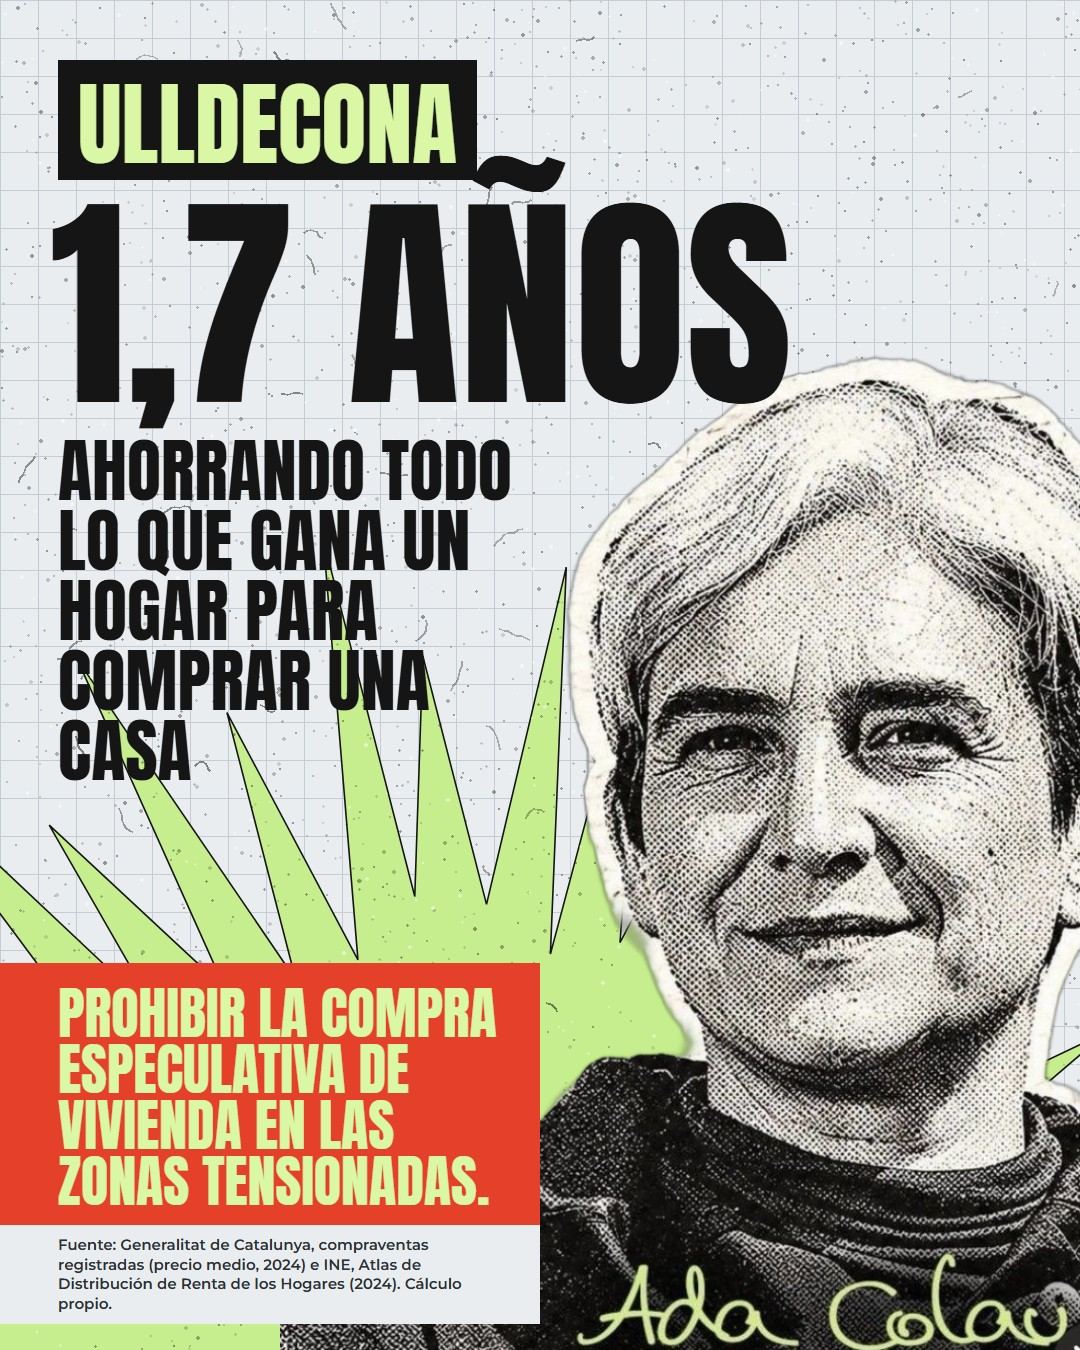 ULLDECONA
1,7 AÑOS
AHORRANDO TODO
LO QUE GANA UN
HOGAR PARA
COMPRAR UNA
CASA
PROHIBIR LA COMPRA
ESPECULATIVA DE
VIVIENDA EN LAS
ZONAS TENSIONADAS.
Fuente: Generalitat de Catalunya, compraventas
registradas (precio medio, 2024) e INE, Atlas de
Distribución de Renta de los Hogares (2024). Cálculo
propio.
Ada Colau